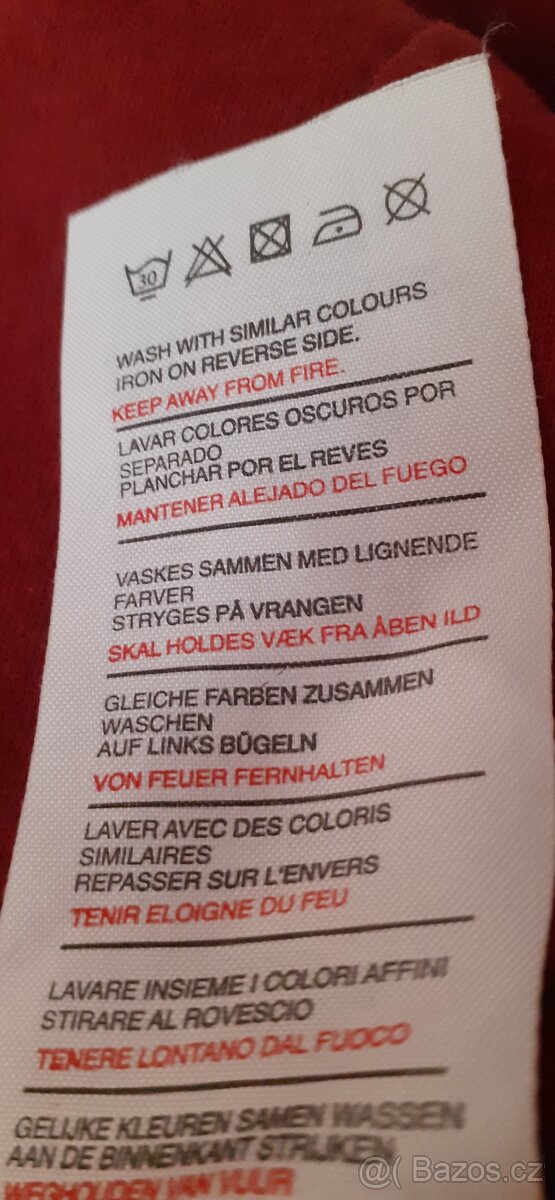 30
WASH WITH SIMILAR COLOURS
IRON ON REVERSE SIDE.
KEEP AWAY FROM FIRE.
LAVAR COLORES OSCUROS POR
SEPARADO
PLANCHAR POR EL REVES
MANTENER ALEJADO DEL FUEGO
VASKES SAMMEN MED LIGNENDE
FARVER
STRYGES PÅ VRANGEN
SKAL HOLDES VÆK FRA ÅBEN ILD
GLEICHE FARBEN ZUSAMMEN
WASCHEN
AUF LINKS BÜGELN
VON FEUER FERNHALTEN
LAVER AVEC DES COLORIS
SIMILAIRES
REPASSER SUR L'ENVERS
TENIR ELOIGNE DU FEU
LAVARE INSIEME I COLORI AFFINI
STIRARE AL ROVESCIO
TENERE LONTANO DAL FUOCO
GELIJKE KLEUREN SAMEN WASSEN
AAN DE BINNENKANT STRIJKEN
WEGHOUDEN VAN VUUR
Bazos.cz